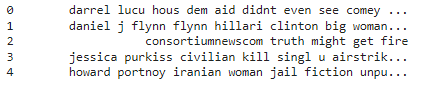 0 darrel lucu hous dem aid didnt even see comey ...
1 daniel j flynn flynn hillari clinton big woman...
2 consortiumnewscom truth might get fire
3 jessica purkiss civilian kill singl u airstrik...
4 howard portnoy iranian woman jail fiction unpu...